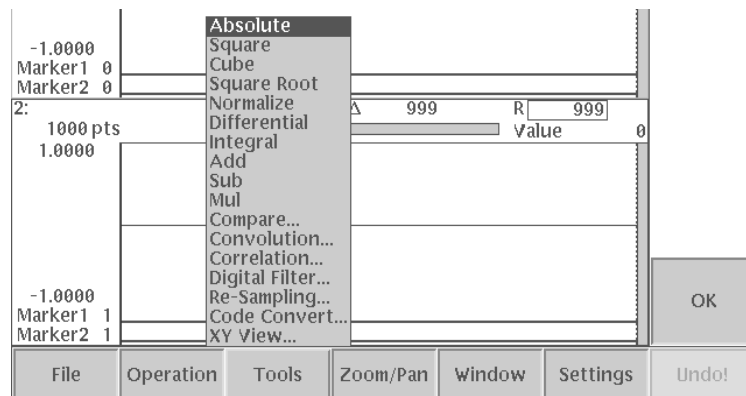 Absolute
Square
Cube
Square Root
Normalize
Differential
Integral
Add
Sub
Mul
Compare...
Convolution...
Correlation...
Digital Filter...
Re-Sampling...
Code Convert...
XY View...
-1.0000
Marker1 0
Marker2 0
2:
Δ 999 R 999
1000 pts Value 0
1.0000
-1.0000
Marker1 1
Marker2 1
OK
File Operation Tools Zoom/Pan Window Settings Undo!